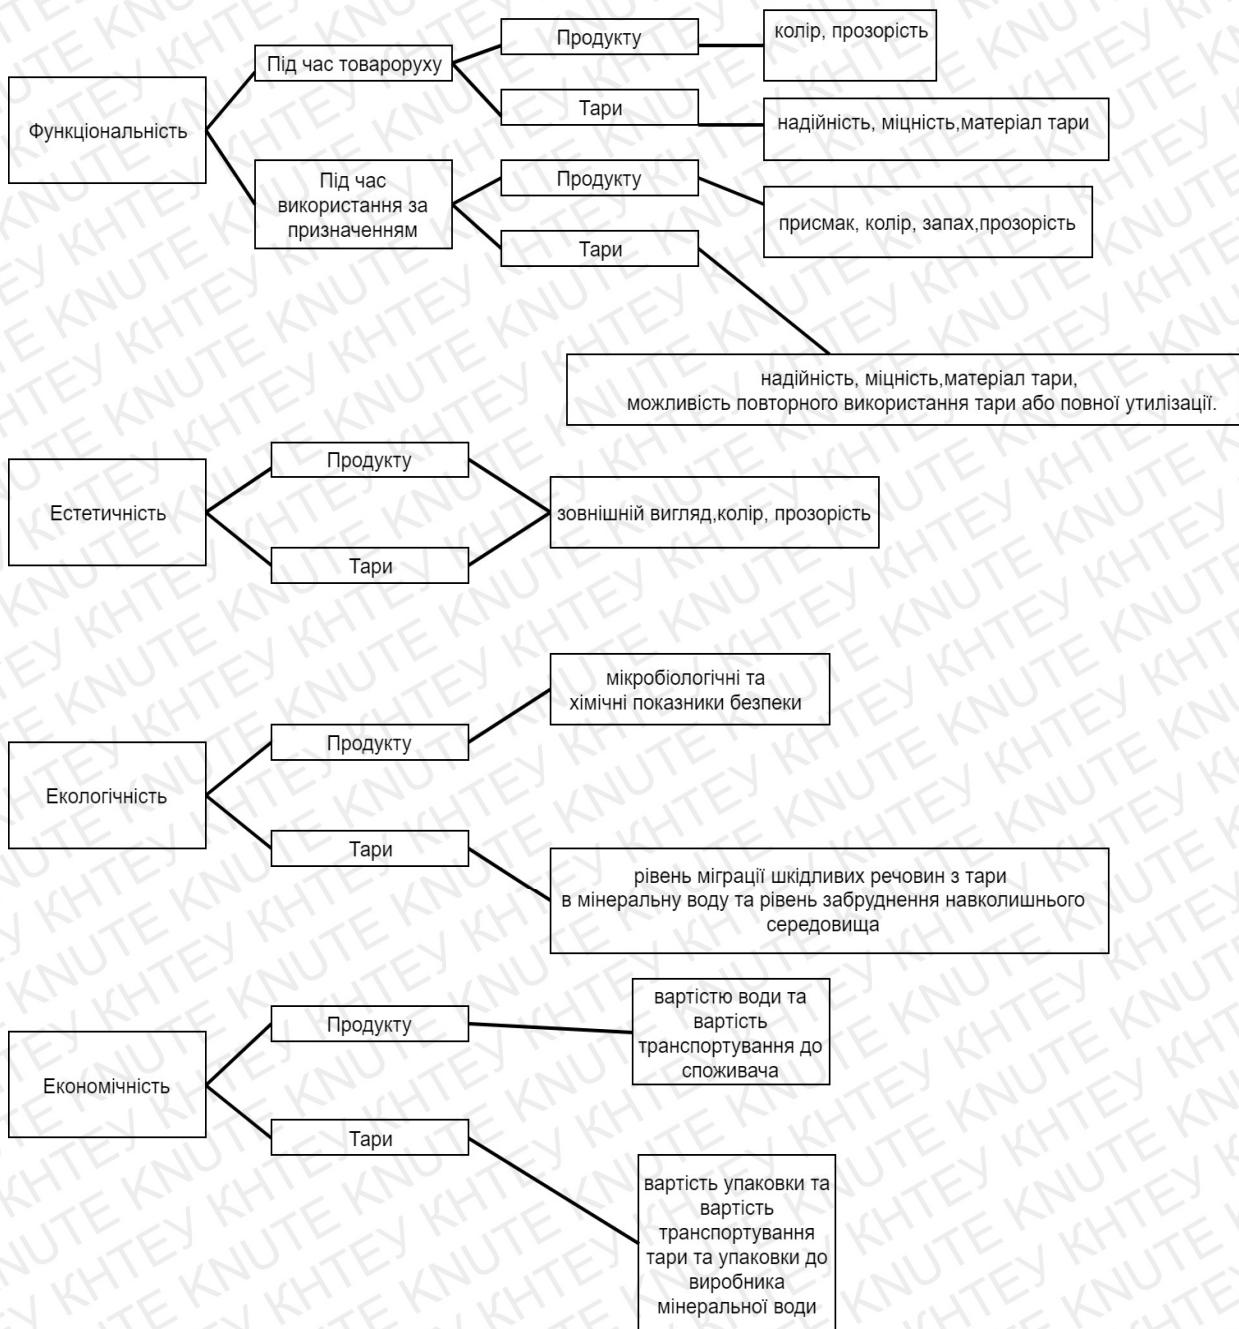 Функціональність
Під час товароруху
Продукту
колір, прозорість
Тари
надійність, міцність,матеріал тари
Під час
використання за
призначенням
Продукту
присмак, колір, запах,прозорість
Тари
надійність, міцність,матеріал тари,
можливість повторного використання тари або повної утилізації.
Естетичність
Продукту
Тари
зовнішній вигляд,колір, прозорість
Екологічність
Продукту
мікробіологічні та
хімічні показники безпеки
Тари
рівень міграції шкідливих речовин з тари
в мінеральну воду та рівень забруднення навколишнього
середовища
Економічність
Продукту
вартістю води та
вартість
транспортування до
споживача
Тари
вартість упаковки та
вартість
транспортування
тари та упаковки до
виробника
мінеральної води